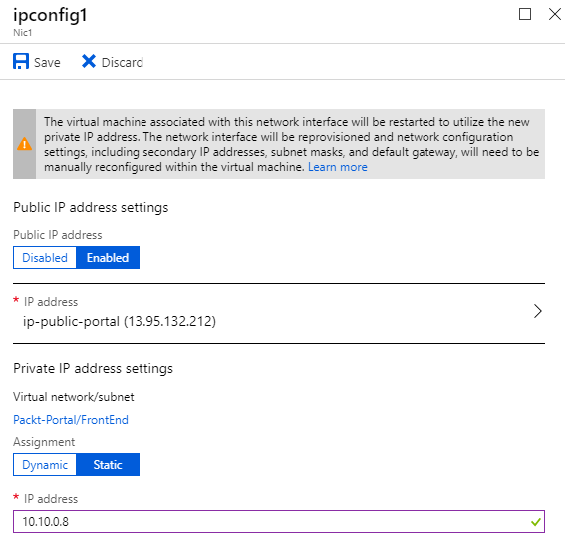 ipconfig1
Nic1
Save
Discard
The virtual machine associated with this network interface will be restarted to utilize the new
private IP address. The network interface will be reprovisioned and network configuration
settings, including secondary IP addresses, subnet masks, and default gateway, will need to be
manually reconfigured within the virtual machine. Learn more
Public IP address settings
Public IP address
Disabled
Enabled
* IP address
ip-public-portal (13.95.132.212)
Private IP address settings
Virtual network/subnet
Packt-Portal/FrontEnd
Assignment
Dynamic
Static
* IP address
10.10.0.8